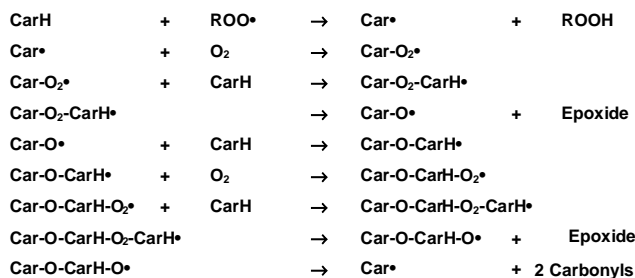 CarH + ROO• → Car• + ROOH
Car• + O₂ → Car-O₂•
Car-O₂• + CarH → Car-O₂-CarH•
Car-O₂-CarH• → Car-O• + Epoxide
Car-O• + CarH → Car-O-CarH•
Car-O-CarH• + O₂ → Car-O-CarH-O₂•
Car-O-CarH-O₂• + CarH → Car-O-CarH-O₂-CarH•
Car-O-CarH-O₂-CarH• → Car-O-CarH-O• + Epoxide
Car-O-CarH-O• → Car• + 2 Carbonyls